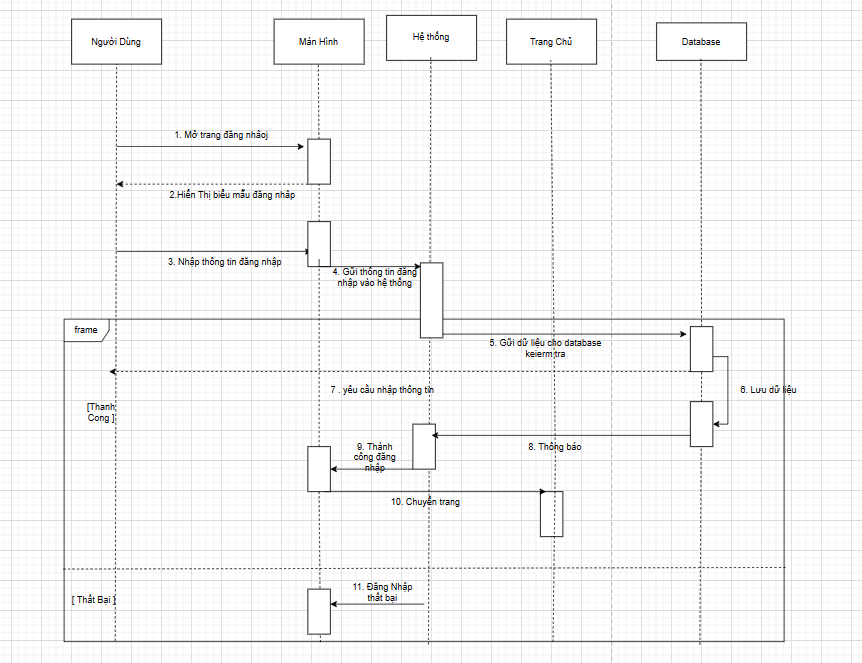 Người Dùng
Màn Hình
Hệ thống
Trang Chủ
Database
1. Mở trang đăng nhâoj
2.Hiển Thị biểu mẫu đăng nhập
3. Nhập thông tin đăng nhập
4. Gửi thông tin đăng
nhập vào hệ thống
frame
5. Gửi dữ liệu cho database
keierm tra
6. Lưu dữ liệu
7 . yêu cầu nhập thông tin
[Thanh
Cong ]
8. Thông báo
9. Thành
công đăng
nhập
10. Chuyển trang
11. Đăng Nhập
thất bại
[ Thất Bại ]